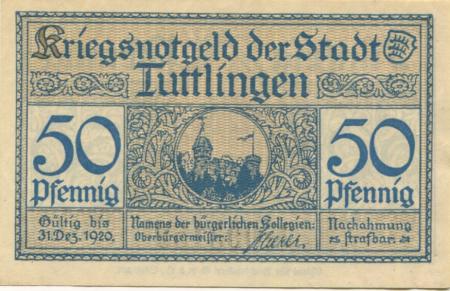 Kriegsnotgeld der Stadt
Tuttlingen
50 Pfennig
50 Pfennig
Gültig bis
31. Dez. 1920.
Namens der bürgerlichen Kollegien:
Oberbürgermeister:
Nachahmung
strafbar.